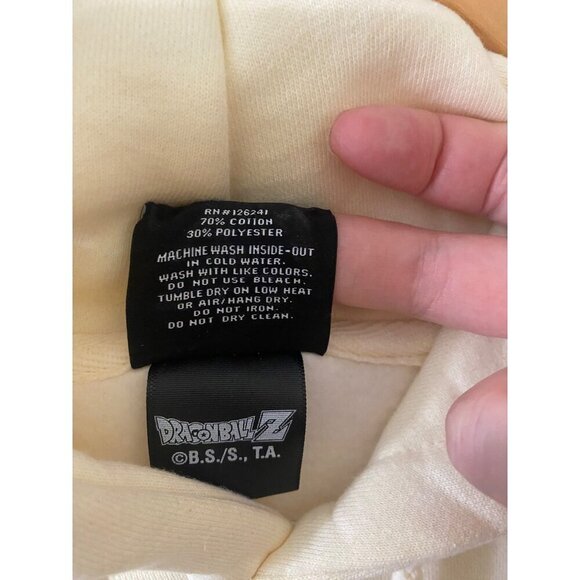 RN#126241
70% COTTON
30% POLYESTER
MACHINE WASH INSIDE-OUT
IN COLD WATER.
WASH WITH LIKE COLORS.
DO NOT USE BLEACH.
TUMBLE DRY ON LOW HEAT
OR AIR/HANG DRY.
DO NOT IRON.
DO NOT DRY CLEAN.
DRAGONBALL Z
©B.S./S., T.A.